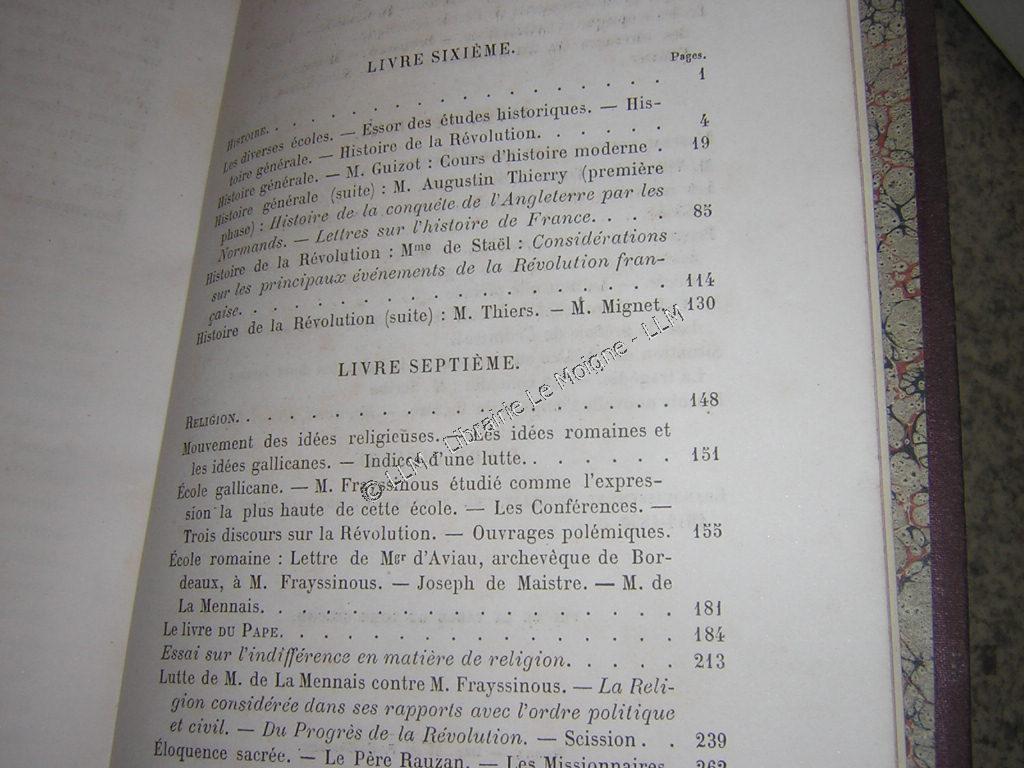 LIVRE SIXIÈME.
Pages.
HISTOIRE. . . . . . . . . . . . . . . . 1
Les diverses écoles. — Essor des études historiques. — His-
toire générale. — Histoire de la Révolution. . . . . . 4
Histoire générale. — M. Guizot : Cours d'histoire moderne . 19
Histoire générale (suite) : M. Augustin Thierry (première
phase) : Histoire de la conquête de l'Angleterre par les
Normands. — Lettres sur l'histoire de France. . . . 85
Histoire de la Révolution : Mme de Staël : Considérations
sur les principaux événements de la Révolution fran-
çaise. . . . . . . . . . . . . . . . . 114
Histoire de la Révolution (suite) : M. Thiers. — M. Mignet. 130
LIVRE SEPTIÈME.
RELIGION. . . . . . . . . . . . . . . . 148
Mouvement des idées religieuses. — Les idées romaines et
les idées gallicanes. — Indices d'une lutte. . . . . . . 151
École gallicane. — M. Frayssinous étudié comme l'expres-
sion la plus haute de cette école. — Les Conférences. —
Trois discours sur la Révolution. — Ouvrages polémiques. 155
École romaine : Lettre de Mgr d'Aviau, archevêque de Bor-
deaux, à M. Frayssinous. — Joseph de Maistre. — M. de
La Mennais. . . . . . . . . . . . . . . . 181
Le livre DU PAPE. . . . . . . . . . . . . . . 184
Essai sur l'indifférence en matière de religion. . . . . 213
Lutte de M. de La Mennais contre M. Frayssinous. — La Reli-
gion considérée dans ses rapports avec l'ordre politique
et civil. — Du Progrès de la Révolution. — Scission . . 239
Éloquence sacrée. — Le Père Rauzan. — Les Missionnaires. 262
© LLM - Librairie Le Moigne - LLM